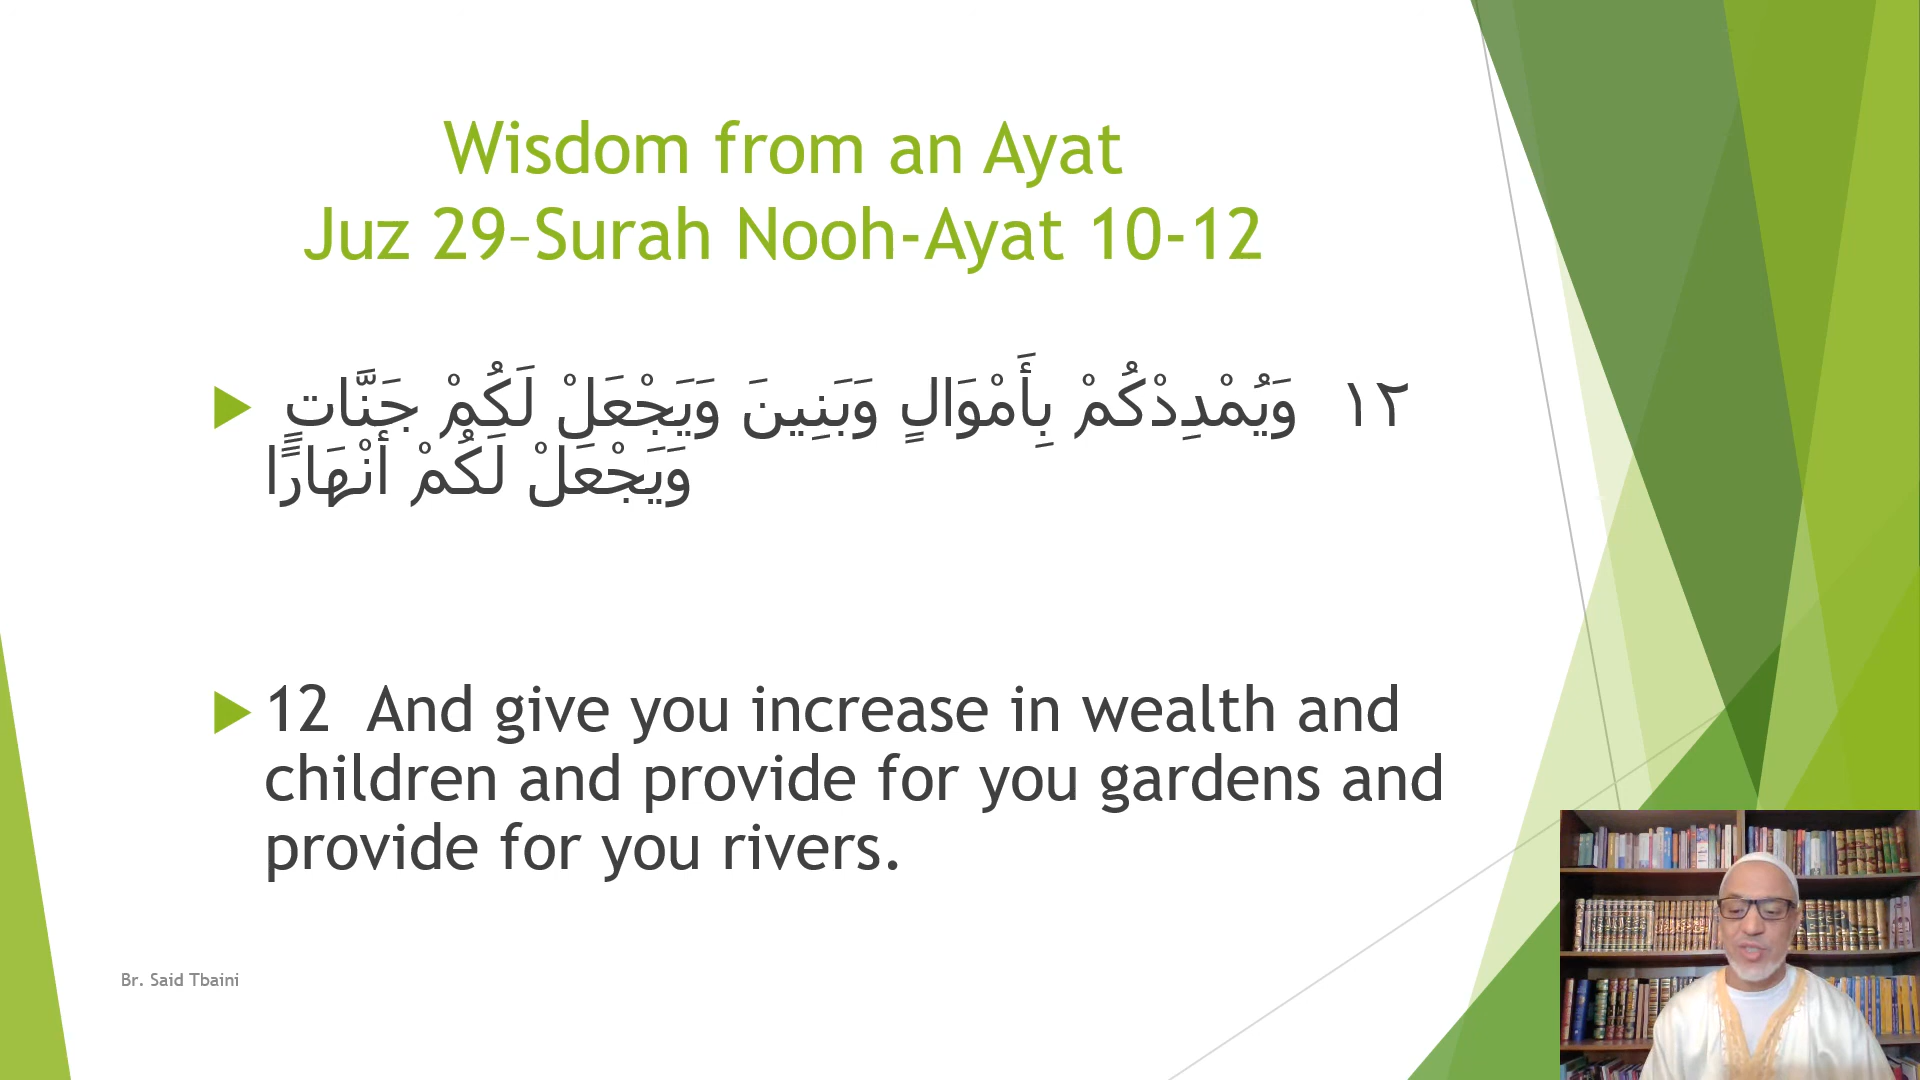 Wisdom from an Ayat
Juz 29–Surah Nooh-Ayat 10-12
١٢ وَيُمْدِدْكُمْ بِأَمْوَالٍ وَبَنِينَ وَيَجْعَلْ لَكُمْ جَنَّاتٍ
وَيَجْعَلْ لَكُمْ أَنْهَارًا
12 And give you increase in wealth and
children and provide for you gardens and
provide for you rivers.
Br. Said Tbaini